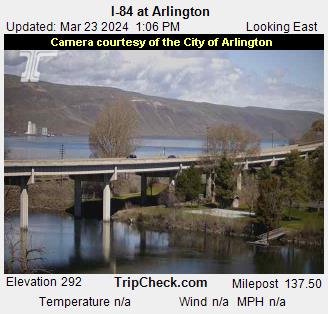 I-84 at Arlington
Updated: Mar 23 2024 1:06 PM Looking East
Camera courtesy of the City of Arlington
Elevation 292 TripCheck.com Milepost 137.50
Temperature n/a Wind n/a MPH n/a